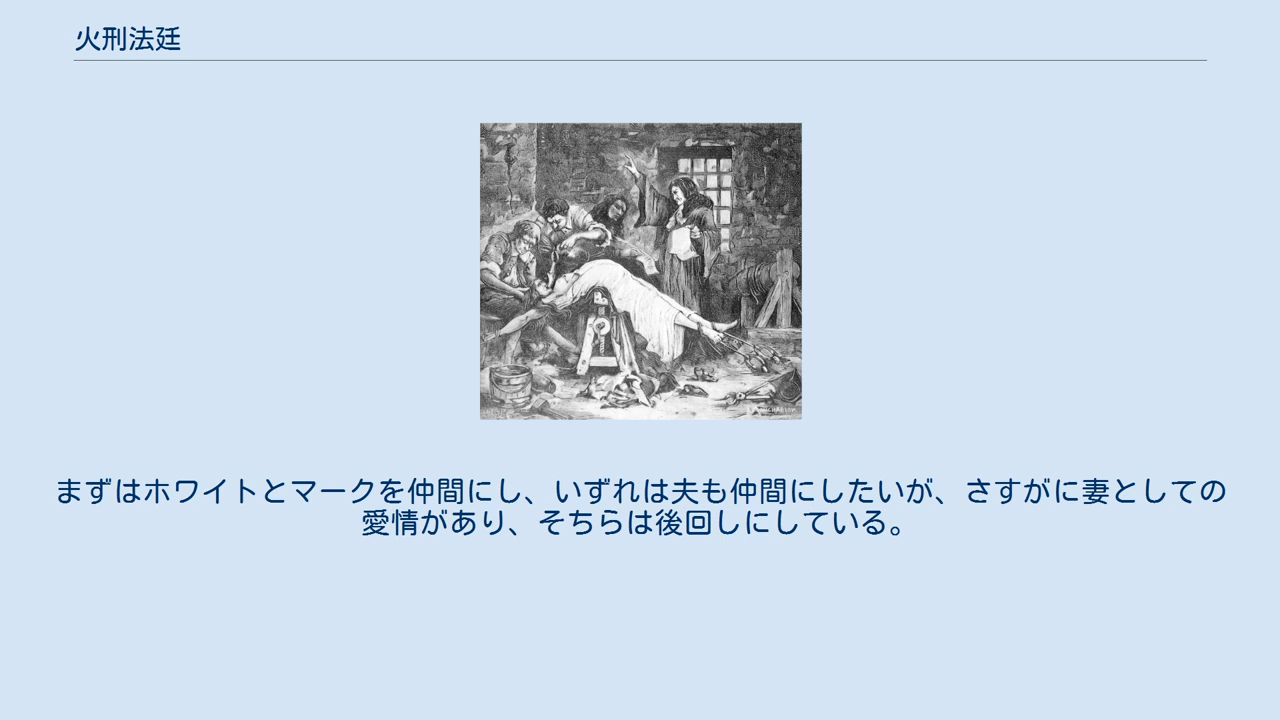 火刑法廷
まずはホワイトとマークを仲間にし、いずれは夫も仲間にしたいが、さすがに妻としての
愛情があり、そちらは後回しにしている。